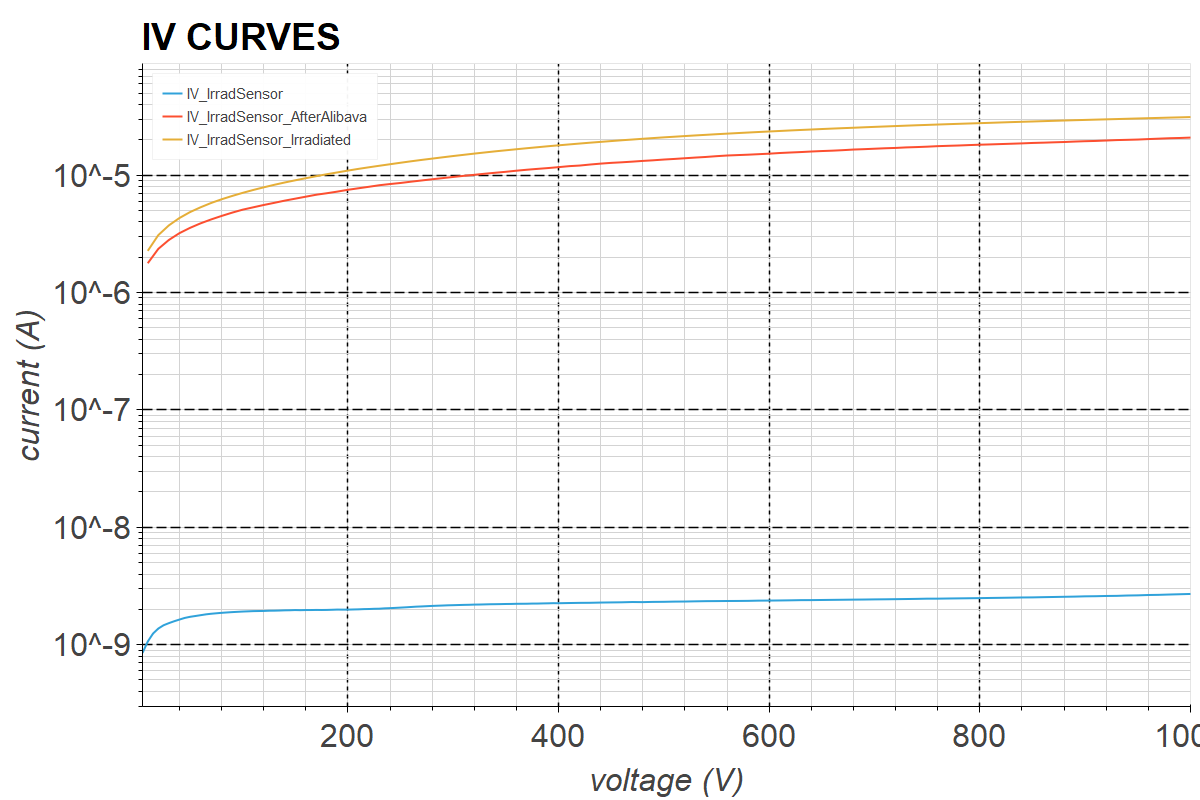 IV CURVES
IV_IrradSensor
IV_IrradSensor_AfterAlibava
IV_IrradSensor_Irradiated
10^-5
10^-6
10^-7
10^-8
10^-9
current (A)
200 400 600 800 100
voltage (V)